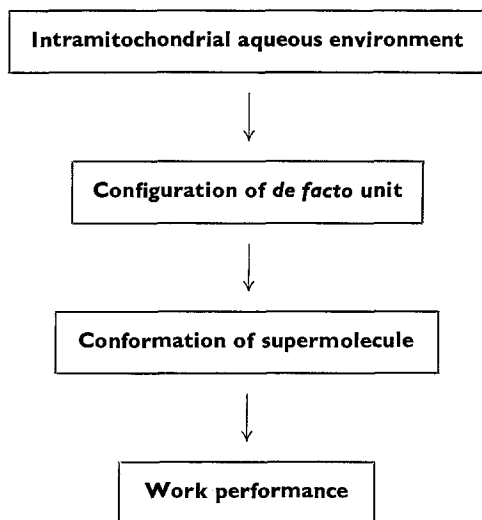 Intramitochondrial aqueous environment
Configuration of de facto unit
Conformation of supermolecule
Work performance